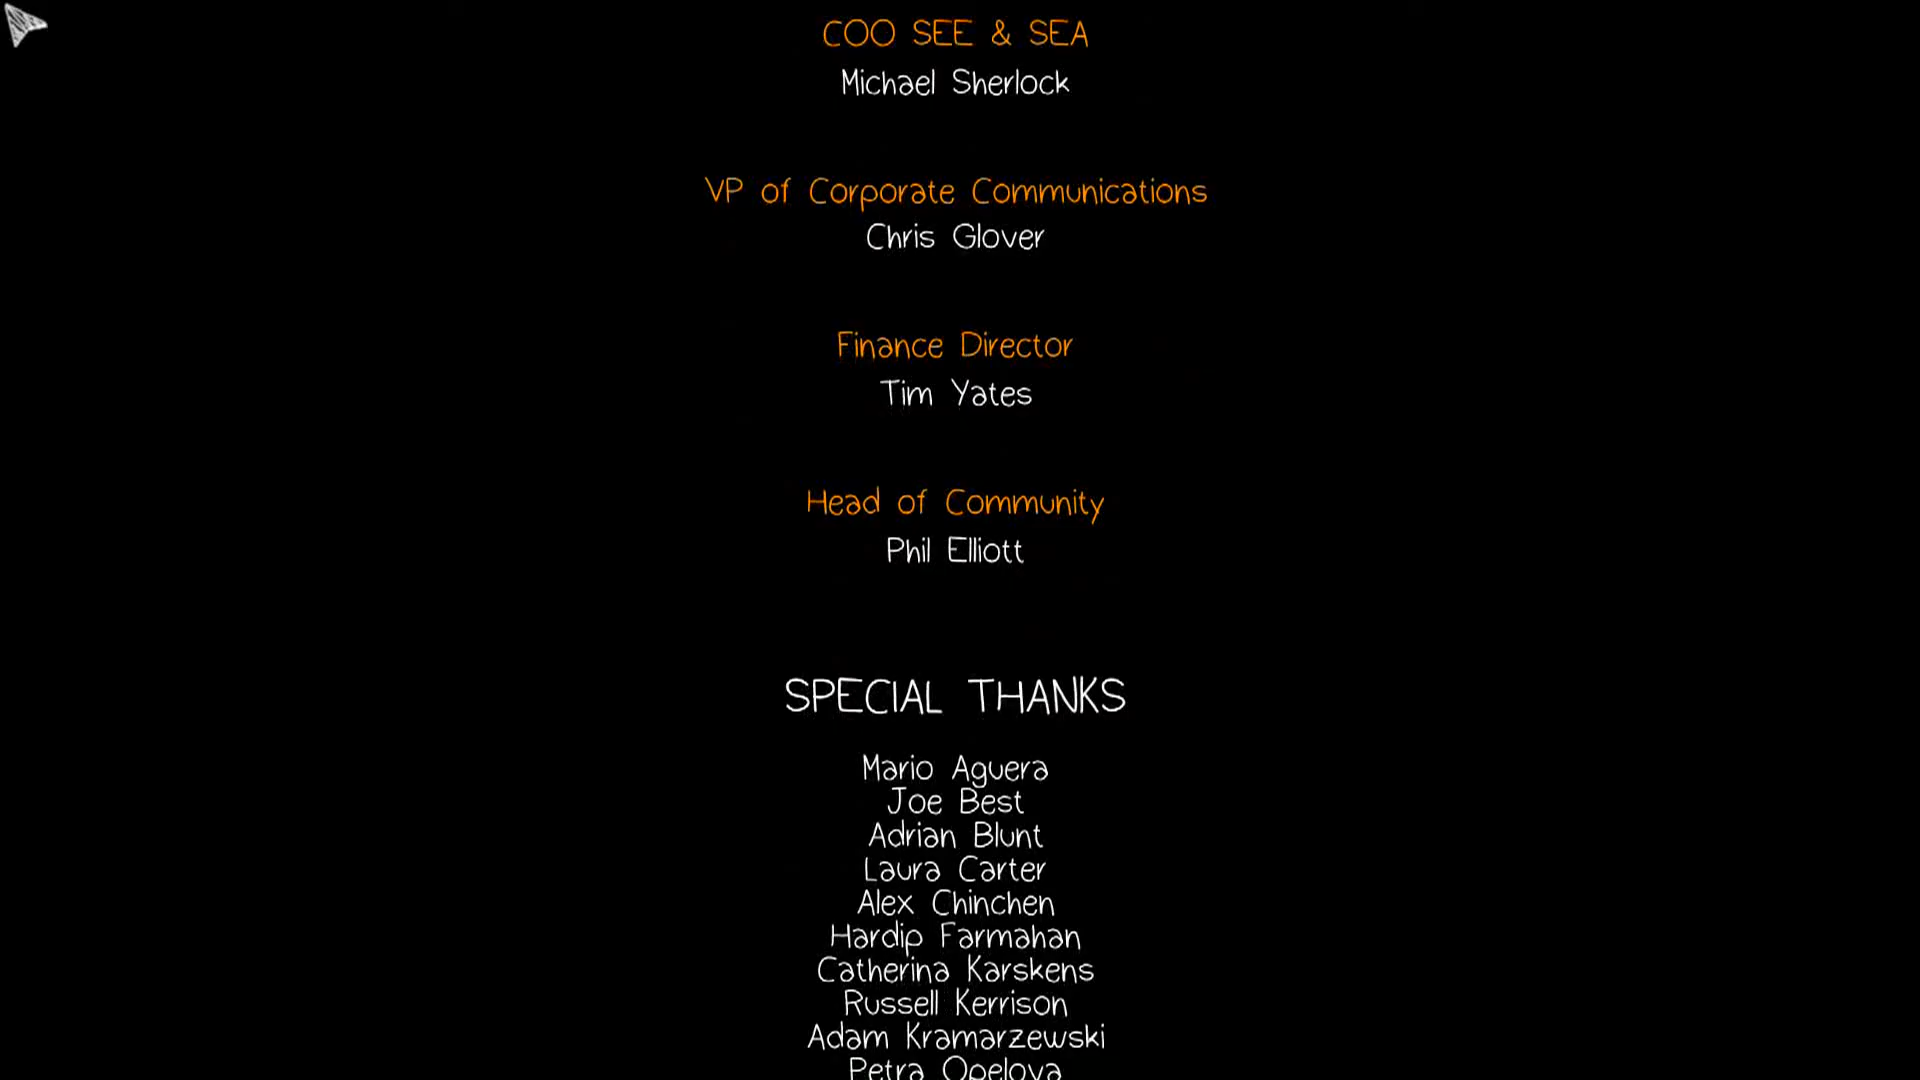 COO SEE & SEA
Michael Sherlock
VP of Corporate Communications
Chris Glover
Finance Director
Tim Yates
Head of Community
Phil Elliott
SPECIAL THANKS
Mario Aguera
Joe Best
Adrian Blunt
Laura Carter
Alex Chinchen
Hardip Farmahan
Catherina Karskens
Russell Kerrison
Adam Kramarzewski
Petra Opelova